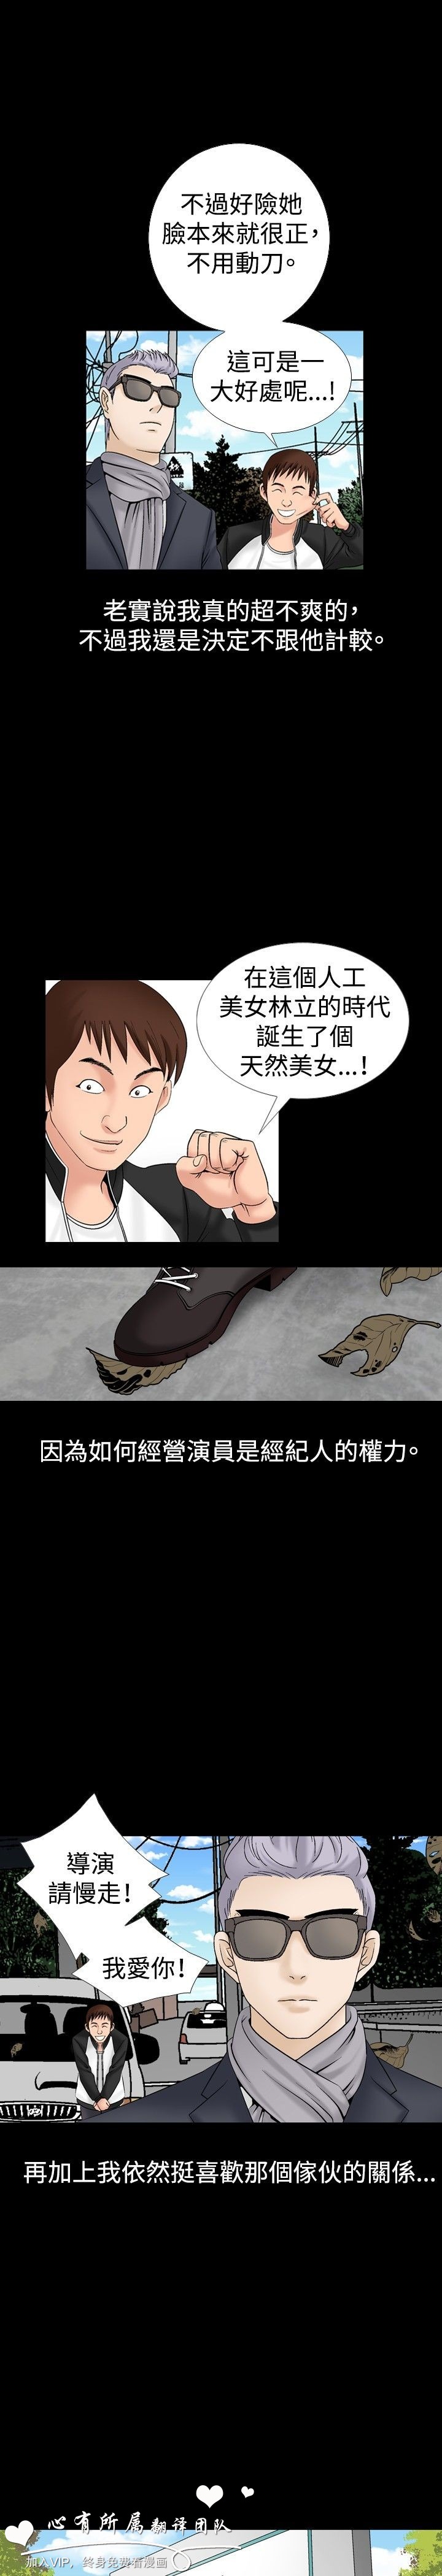 不過好險她
臉本來就很正，
不用動刀。
這可是一
大好處呢...!
老實說我真的超不爽的，
不過我還是決定不跟他計較。
在這個人工
美女林立的時代
誕生了個
天然美女...!
因為如何經營演員是經紀人的權力。
導演
請慢走！
我愛你！
再加上我依然挺喜歡那個傢伙的關係...
心有所属翻译团队
加入VIP，终身免费看漫画